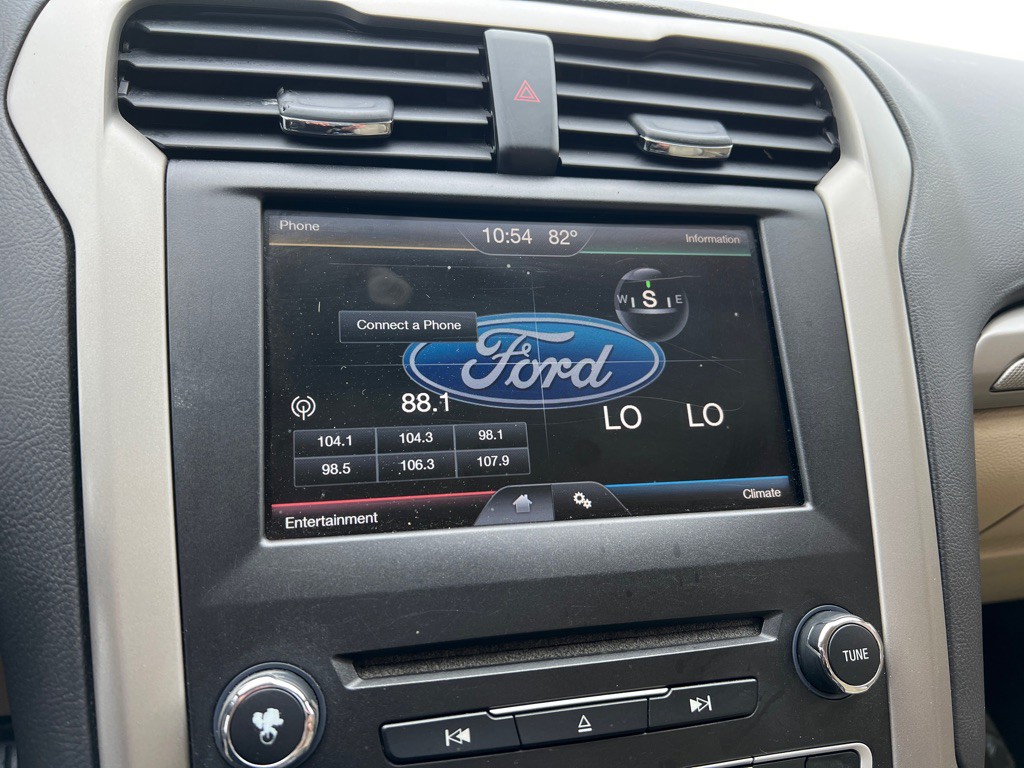 Phone
10:54 82°
Information
W S E
Connect a Phone
Ford
88.1
LO LO
104.1 104.3 98.1
98.5 106.3 107.9
Entertainment
Climate
TUNE